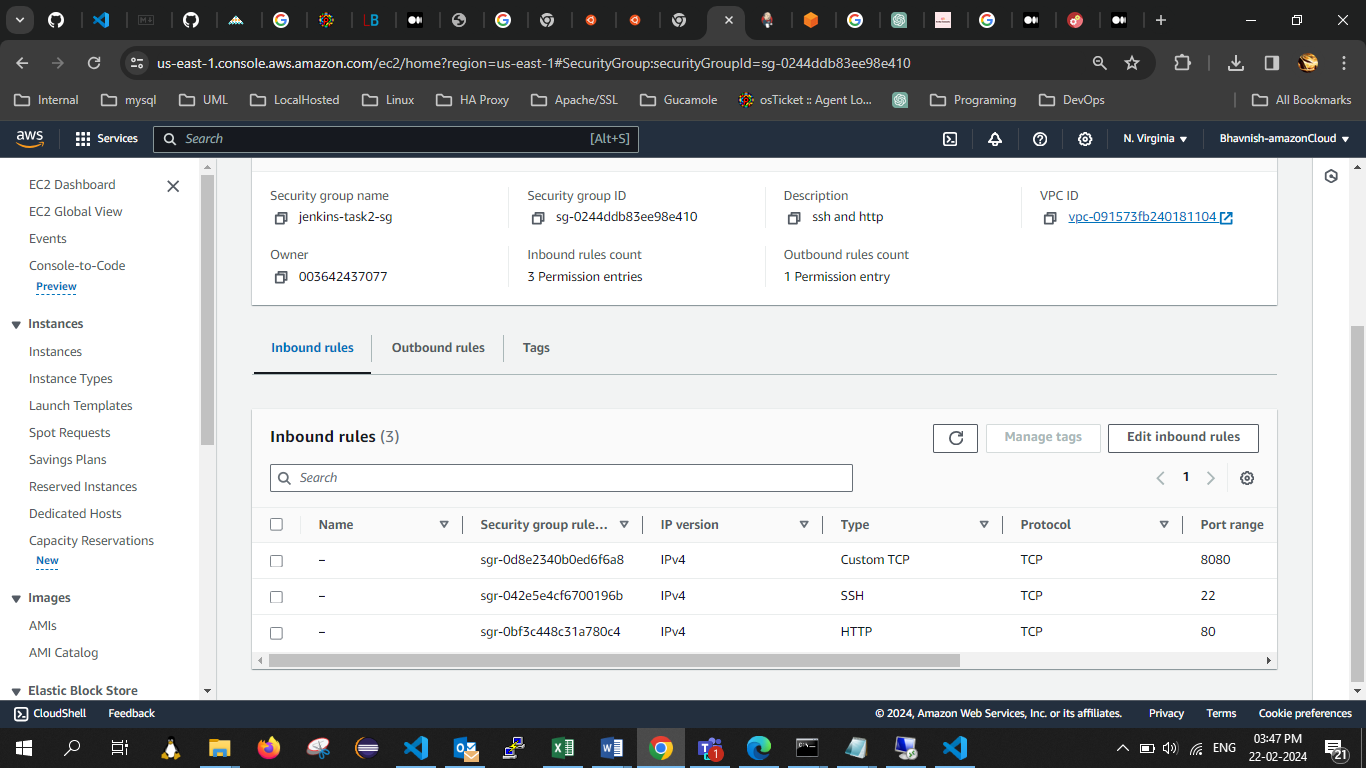 us-east-1.console.aws.amazon.com/ec2/home?region=us-east-1#SecurityGroup:securityGroupId=sg-0244ddb83ee98e410
Internal mysql UML LocalHosted Linux HA Proxy Apache/SSL Gucamole osTicket :: Agent Lo... Programing DevOps All Bookmarks
aws Services Search [Alt+S] N. Virginia Bhavnish-amazonCloud
EC2 Dashboard
EC2 Global View
Events
Console-to-Code
Preview
Instances
Instances
Instance Types
Launch Templates
Spot Requests
Savings Plans
Reserved Instances
Dedicated Hosts
Capacity Reservations
New
Images
AMIs
AMI Catalog
Elastic Block Store
Security group name Security group ID Description VPC ID
jenkins-task2-sg sg-0244ddb83ee98e410 ssh and http vpc-091573fb240181104
Owner Inbound rules count Outbound rules count
003642437077 3 Permission entries 1 Permission entry
Inbound rules Outbound rules Tags
Inbound rules (3) Manage tags Edit inbound rules
Search 1
Name Security group rule... IP version Type Protocol Port range
– sgr-0d8e2340b0ed6f6a8 IPv4 Custom TCP TCP 8080
– sgr-042e5e4cf6700196b IPv4 SSH TCP 22
– sgr-0bf3c448c31a780c4 IPv4 HTTP TCP 80
CloudShell Feedback © 2024, Amazon Web Services, Inc. or its affiliates. Privacy Terms Cookie preferences
1 ENG 03:47 PM
22-02-2024 21